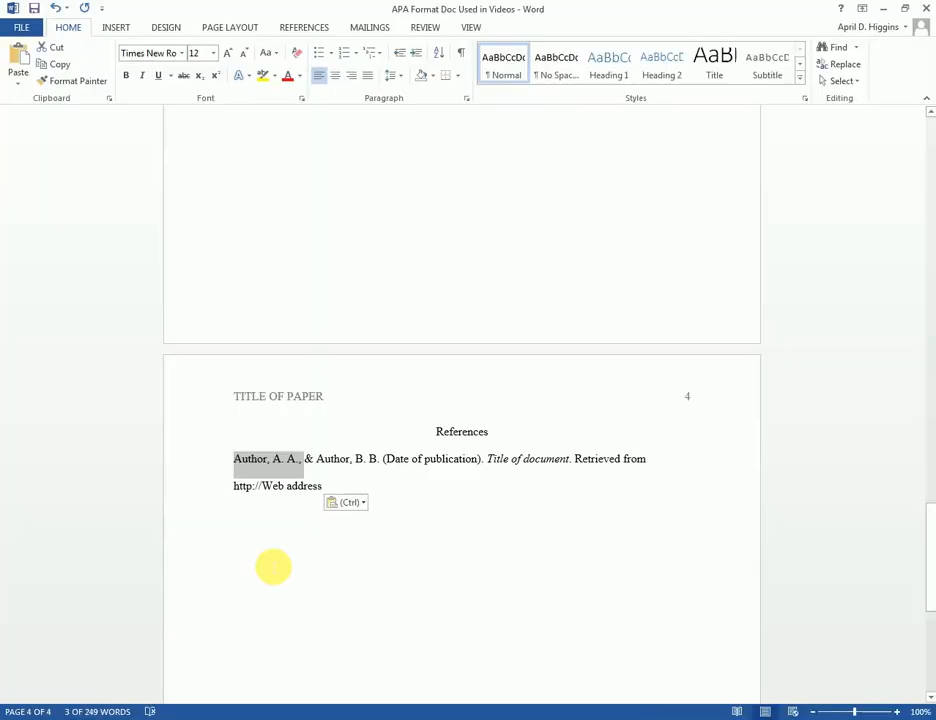 APA Format Doc Used in Videos - Word
FILE HOME INSERT DESIGN PAGE LAYOUT REFERENCES MAILINGS REVIEW VIEW April D. Higgins
Paste Cut Copy Format Painter
Times New Ro 12
AaBbCcDc AaBbCcDc AaBbCc AaBbCcC AaBl AaBbCcC
¶ Normal ¶ No Spac... Heading 1 Heading 2 Title Subtitle
Find Replace Select
Clipboard Font Paragraph Styles Editing
TITLE OF PAPER 4
References
Author, A. A., & Author, B. B. (Date of publication). Title of document. Retrieved from
http://Web address
(Ctrl)
PAGE 4 OF 4 3 OF 249 WORDS 100%